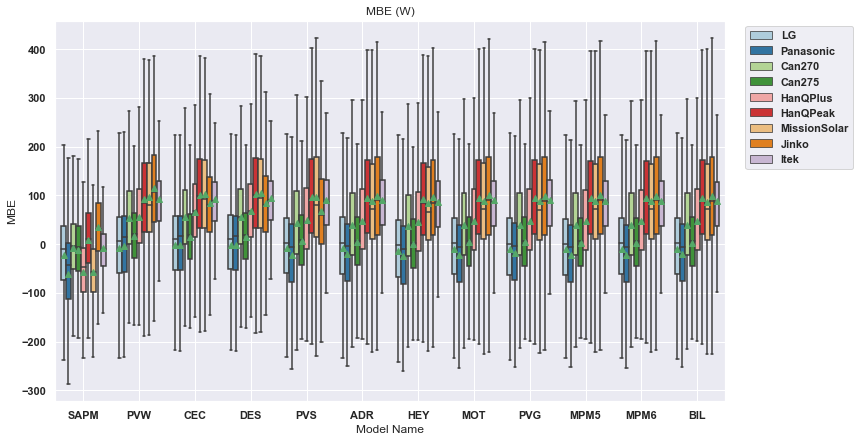 MBE (W)
400
300
200
100
0
−100
−200
−300
MBE
SAPM PVW CEC DES PVS ADR HEY MOT PVG MPM5 MPM6 BIL
Model Name
LG
Panasonic
Can270
Can275
HanQPlus
HanQPeak
MissionSolar
Jinko
Itek